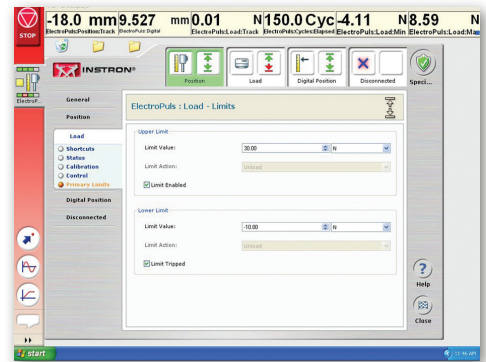 -18.0 mm 9.527 mm 0.01 N 150.0 Cyc -4.11 N 8.59 N
ElectroPuls:Position:Track ElectroPuls:Digital ElectroPuls:Load:Track ElectroPuls:Cycles:Elapsed ElectroPuls:Load:Min ElectroPuls:Load:Max
STOP
INSTRON®
Position
Load
Digital Position
Disconnected
Speci...
ElectroP...
General
Position
Load
Shortcuts
Status
Calibration
Control
Primary Limits
Digital Position
Disconnected
ElectroPuls : Load - Limits
Upper Limit
Limit Value: 30.00 N
Limit Action: Unload
Limit Enabled
Lower Limit
Limit Value: -10.00 N
Limit Action: Unload
Limit Tripped
Help
Close
start
11:46 AM